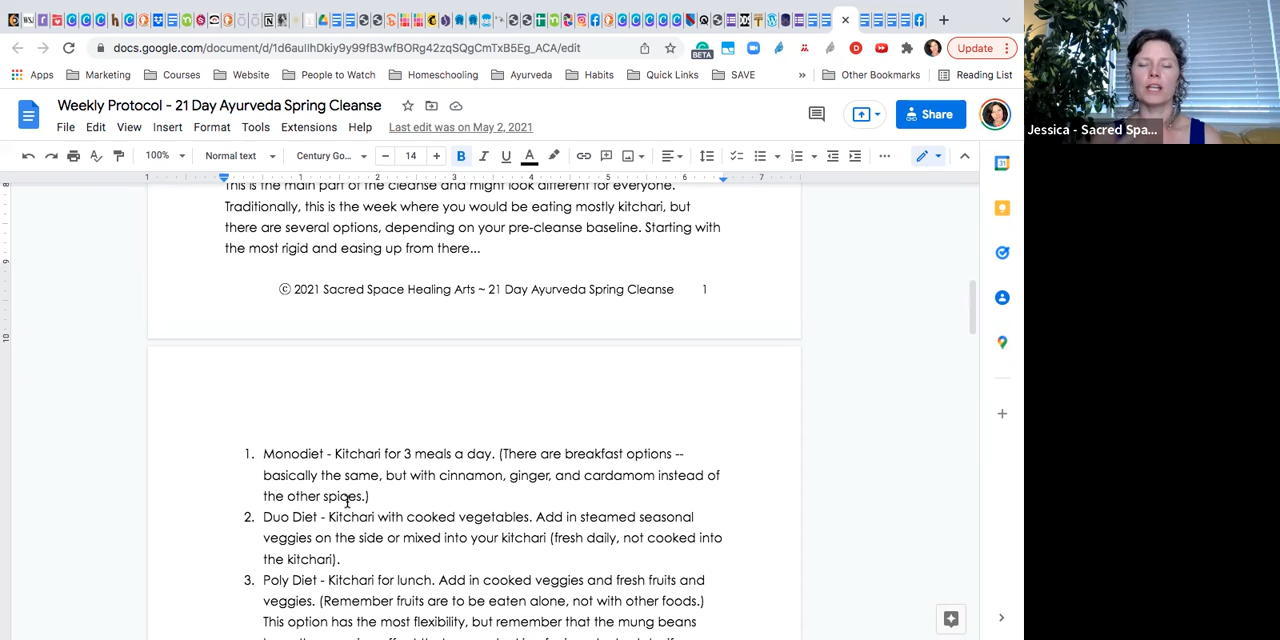 docs.google.com/document/d/1d6auIlhDkiy9y99fB3wfBORg42zqSQgCmTxB5Eg_ACA/edit
BETA
Update
Apps Marketing Courses Website People to Watch Homeschooling Ayurveda Habits Quick Links SAVE » Other Bookmarks Reading List
Weekly Protocol - 21 Day Ayurveda Spring Cleanse
File Edit View Insert Format Tools Extensions Help Last edit was on May 2, 2021
Share
100% Normal text Century Go... − 14 + B I U A
1 2 3 4 5 6 7
This is the main part of the cleanse and might look different for everyone.
Traditionally, this is the week where you would be eating mostly kitchari, but
there are several options, depending on your pre-cleanse baseline. Starting with
the most rigid and easing up from there...
© 2021 Sacred Space Healing Arts ~ 21 Day Ayurveda Spring Cleanse 1
1. Monodiet - Kitchari for 3 meals a day. (There are breakfast options --
basically the same, but with cinnamon, ginger, and cardamom instead of
the other spices.)
2. Duo Diet - Kitchari with cooked vegetables. Add in steamed seasonal
veggies on the side or mixed into your kitchari (fresh daily, not cooked into
the kitchari).
3. Poly Diet - Kitchari for lunch. Add in cooked veggies and fresh fruits and
veggies. (Remember fruits are to be eaten alone, not with other foods.)
This option has the most flexibility, but remember that the mung beans
Jessica - Sacred Spa...